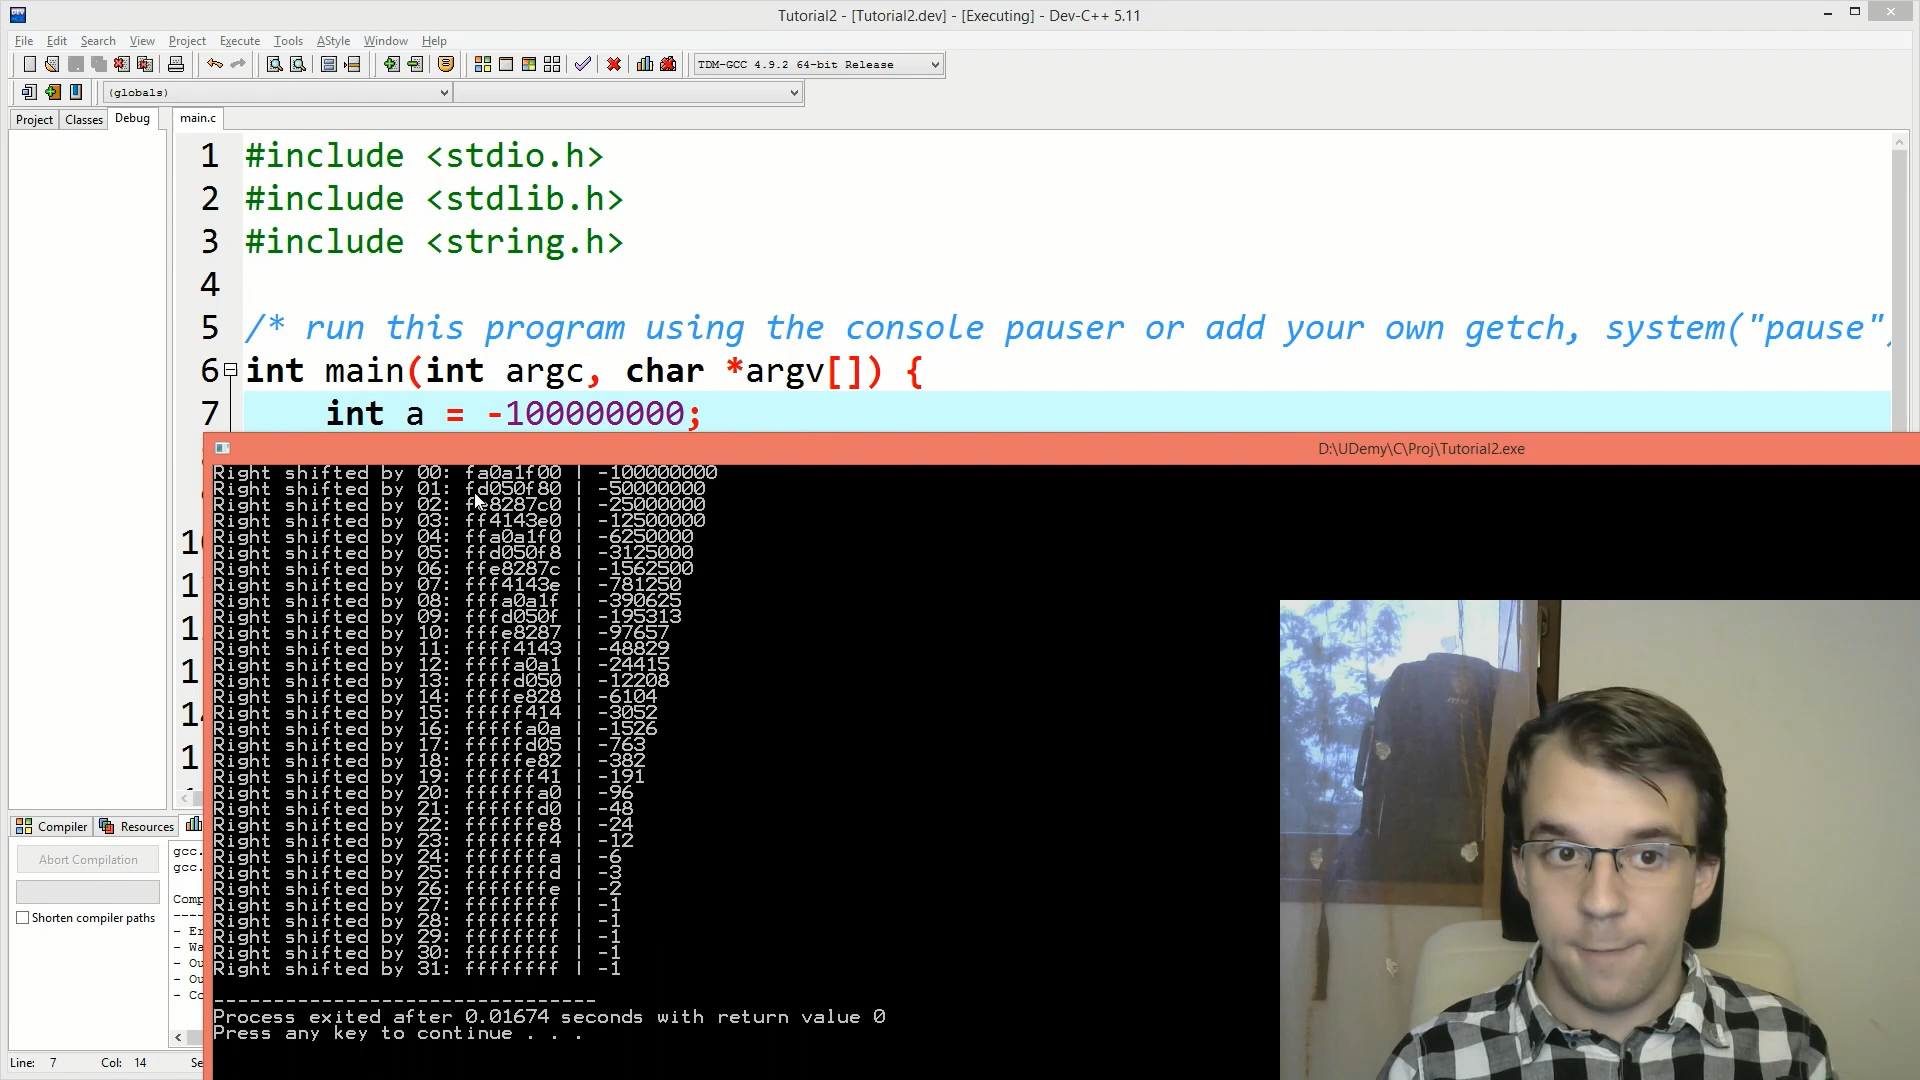 Tutorial2 - [Tutorial2.dev] - [Executing] - Dev-C++ 5.11
File Edit Search View Project Execute Tools AStyle Window Help
TDM-GCC 4.9.2 64-bit Release
(globals)
Project Classes Debug main.c
1 #include <stdio.h>
2 #include <stdlib.h>
3 #include <string.h>
4
5 /* run this program using the console pauser or add your own getch, system("pause"
6 int main(int argc, char *argv[]) {
7 int a = -100000000;
D:\UDemy\C\Proj\Tutorial2.exe
Right shifted by 00: fa0a1f00 | -100000000
Right shifted by 01: fd050f80 | -50000000
Right shifted by 02: fe8287c0 | -25000000
Right shifted by 03: ff4143e0 | -12500000
Right shifted by 04: ffa0a1f0 | -6250000
Right shifted by 05: ffd050f8 | -3125000
Right shifted by 06: ffe8287c | -1562500
Right shifted by 07: fff4143e | -781250
Right shifted by 08: fffa0a1f | -390625
Right shifted by 09: fffd050f | -195313
Right shifted by 10: fffe8287 | -97657
Right shifted by 11: ffff4143 | -48829
Right shifted by 12: ffffa0a1 | -24415
Right shifted by 13: ffffd050 | -12208
Right shifted by 14: ffffe828 | -6104
Right shifted by 15: fffff414 | -3052
Right shifted by 16: fffffa0a | -1526
Right shifted by 17: fffffd05 | -763
Right shifted by 18: fffffe82 | -382
Right shifted by 19: ffffff41 | -191
Right shifted by 20: ffffffa0 | -96
Right shifted by 21: ffffffd0 | -48
Right shifted by 22: ffffffe8 | -24
Right shifted by 23: fffffff4 | -12
Right shifted by 24: fffffffa | -6
Right shifted by 25: fffffffd | -3
Right shifted by 26: fffffffe | -2
Right shifted by 27: ffffffff | -1
Right shifted by 28: ffffffff | -1
Right shifted by 29: ffffffff | -1
Right shifted by 30: ffffffff | -1
Right shifted by 31: ffffffff | -1
--------------------------------
Process exited after 0.01674 seconds with return value 0
Press any key to continue . . .
Compiler Resources
Abort Compilation
Shorten compiler paths
gcc.
gcc.
Comp
----
- Er
- Wa
- Ou
- Ou
- Co
Line: 7 Col: 14 Se